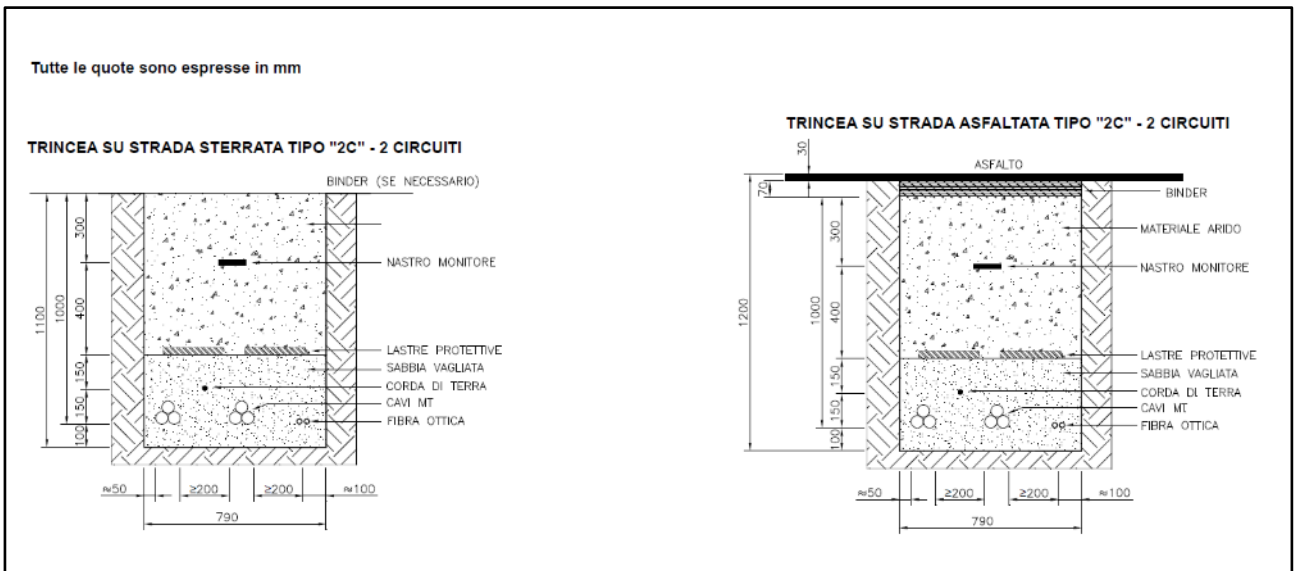 Tutte le quote sono espresse in mm
TRINCEA SU STRADA STERRATA TIPO "2C" - 2 CIRCUITI
BINDER (SE NECESSARIO)
300
NASTRO MONITORE
1100
1000
400
LASTRE PROTETTIVE
SABBIA VAGLIATA
150
CORDA DI TERRA
CAVI MT
150
FIBRA OTTICA
100
≈50
≥200
≥200
≈100
790
TRINCEA SU STRADA ASFALTATA TIPO "2C" - 2 CIRCUITI
30
ASFALTO
70
BINDER
300
MATERIALE ARIDO
NASTRO MONITORE
1200
1000
400
LASTRE PROTETTIVE
SABBIA VAGLIATA
150
CORDA DI TERRA
CAVI MT
150
FIBRA OTTICA
100
≈50
≥200
≥200
≈100
790